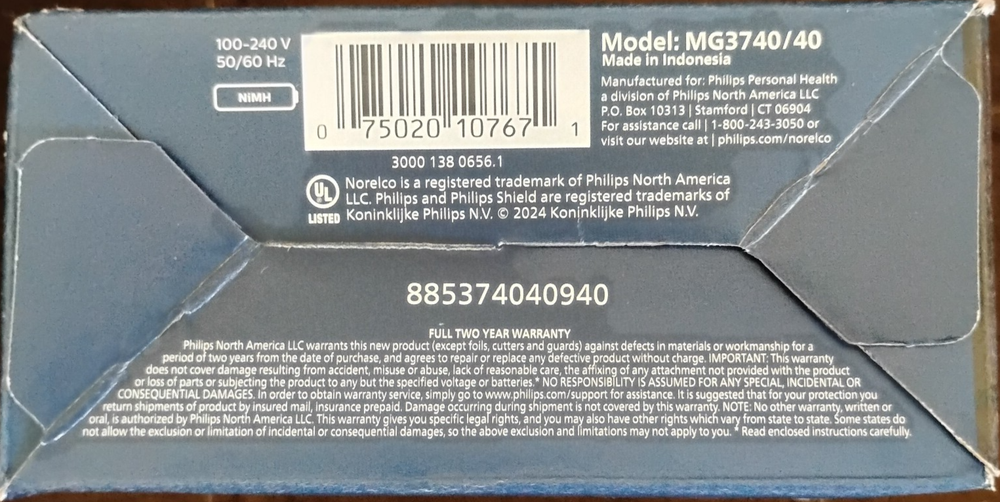 100-240 V
50/60 Hz
NiMH
0 75020 10767 1
3000 138 0656.1
Model: MG3740/40
Made in Indonesia
Manufactured for: Philips Personal Health
a division of Philips North America LLC
P.O. Box 10313 | Stamford | CT 06904
For assistance call | 1-800-243-3050 or
visit our website at | philips.com/norelco
UL
LISTED
Norelco is a registered trademark of Philips North America
LLC. Philips and Philips Shield are registered trademarks of
Koninklijke Philips N.V. © 2024 Koninklijke Philips N.V.
885374040940
FULL TWO YEAR WARRANTY
Philips North America LLC warrants this new product (except foils, cutters and guards) against defects in materials or workmanship for a
period of two years from the date of purchase, and agrees to repair or replace any defective product without charge. IMPORTANT: This warranty
does not cover damage resulting from accident, misuse or abuse, lack of reasonable care, the affixing of any attachment not provided with the product
or loss of parts or subjecting the product to any but the specified voltage or batteries.* NO RESPONSIBILITY IS ASSUMED FOR ANY SPECIAL, INCIDENTAL OR
CONSEQUENTIAL DAMAGES. In order to obtain warranty service, simply go to www.philips.com/support for assistance. It is suggested that for your protection you
return shipments of product by insured mail, insurance prepaid. Damage occurring during shipment is not covered by this warranty. NOTE: No other warranty, written or
oral, is authorized by Philips North America LLC. This warranty gives you specific legal rights, and you may also have other rights which vary from state to state. Some states do
not allow the exclusion or limitation of incidental or consequential damages, so the above exclusion and limitations may not apply to you. * Read enclosed instructions carefully.